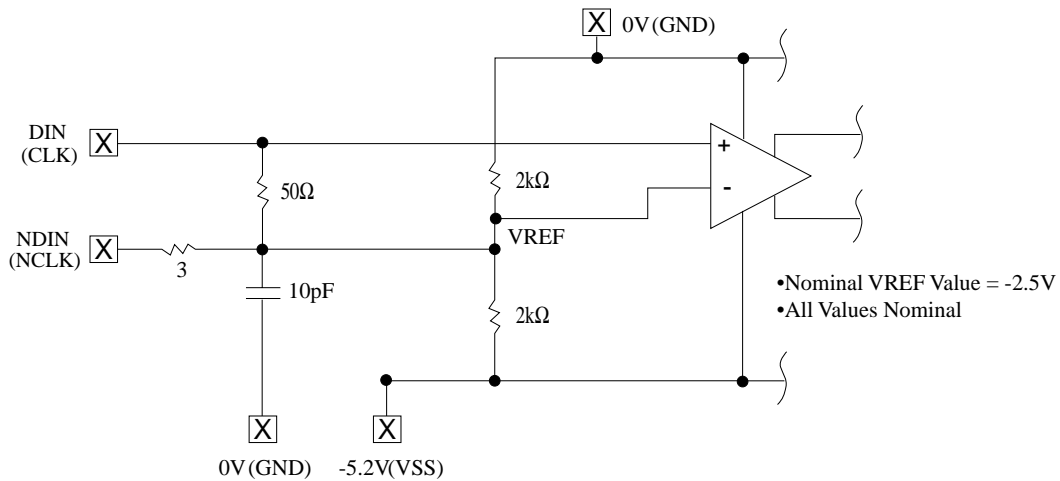 X 0V(GND)
DIN
(CLK)
X
+
-
50Ω
2kΩ
VREF
NDIN
(NCLK)
X
3
10pF
2kΩ
•Nominal VREF Value = -2.5V
•All Values Nominal
X
X
0V(GND)
-5.2V(VSS)